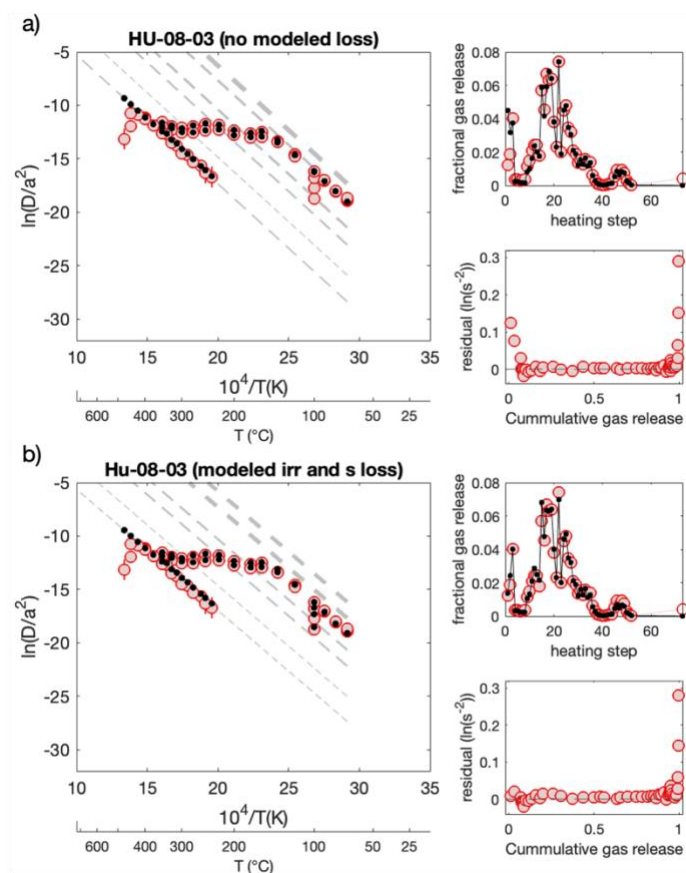 a)
HU-08-03 (no modeled loss)
-5
-10
-15
-20
-25
-30
ln(D/a²)
10 15 20 25 30 35
10⁴/T(K)
600 400 300 200 100 50 25
T (°C)
0.08
0.06
0.04
0.02
0
fractional gas release
0 20 40 60
heating step
0.3
0.2
0.1
0
residual (ln(s⁻²))
0 0.5 1
Cummulative gas release
b)
Hu-08-03 (modeled irr and s loss)
-5
-10
-15
-20
-25
-30
ln(D/a²)
10 15 20 25 30 35
10⁴/T(K)
600 400 300 200 100 50 25
T (°C)
0.08
0.06
0.04
0.02
0
fractional gas release
0 20 40 60
heating step
0.3
0.2
0.1
0
residual (ln(s⁻²))
0 0.5 1
Cummulative gas release